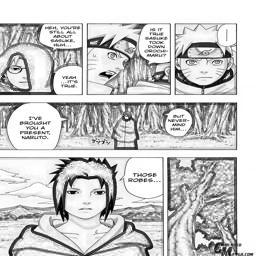 IS IT
TRUE
SASUKE
TOOK
DOWN
OROCHI-
MARU?
HEH, YOU'RE
STILL ALL
ABOUT
SASUKE,
HUH...
YEAH
...IT'S
TRUE.
BUT
NEVER-
MIND
HIM...
I'VE
BROUGHT
YOU A
PRESENT,
NARUTO.
THOSE
ROBES...